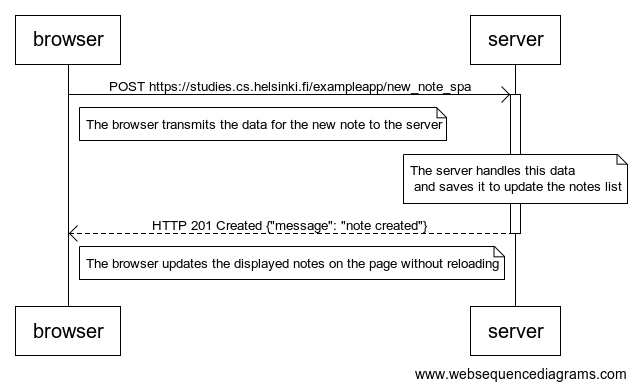 browser
server
POST https://studies.cs.helsinki.fi/exampleapp/new_note_spa
The browser transmits the data for the new note to the server
The server handles this data
and saves it to update the notes list
HTTP 201 Created {"message": "note created"}
The browser updates the displayed notes on the page without reloading
browser
server
www.websequencediagrams.com